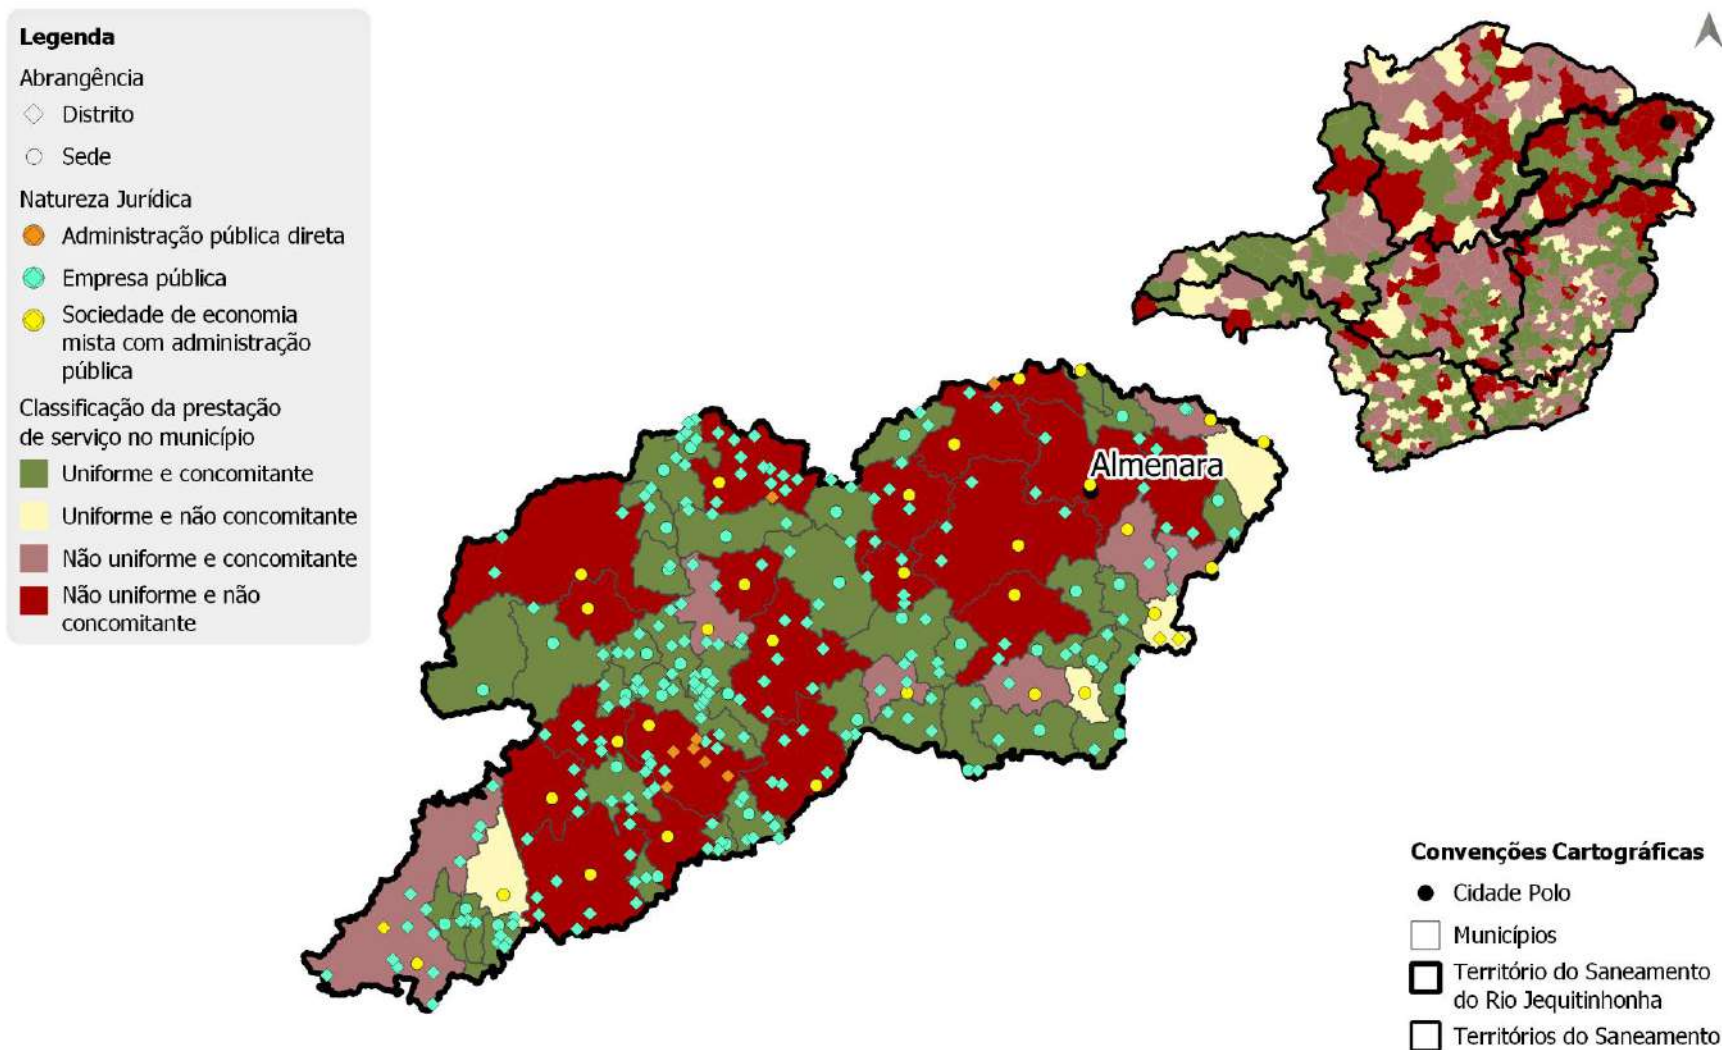 Legenda
Abrangência
Distrito
Sede
Natureza Jurídica
Administração pública direta
Empresa pública
Sociedade de economia
mista com administração
pública
Classificação da prestação
de serviço no município
Uniforme e concomitante
Uniforme e não concomitante
Não uniforme e concomitante
Não uniforme e não
concomitante
Almenara
Convenções Cartográficas
Cidade Polo
Municípios
Território do Saneamento
do Rio Jequitinhonha
Territórios do Saneamento